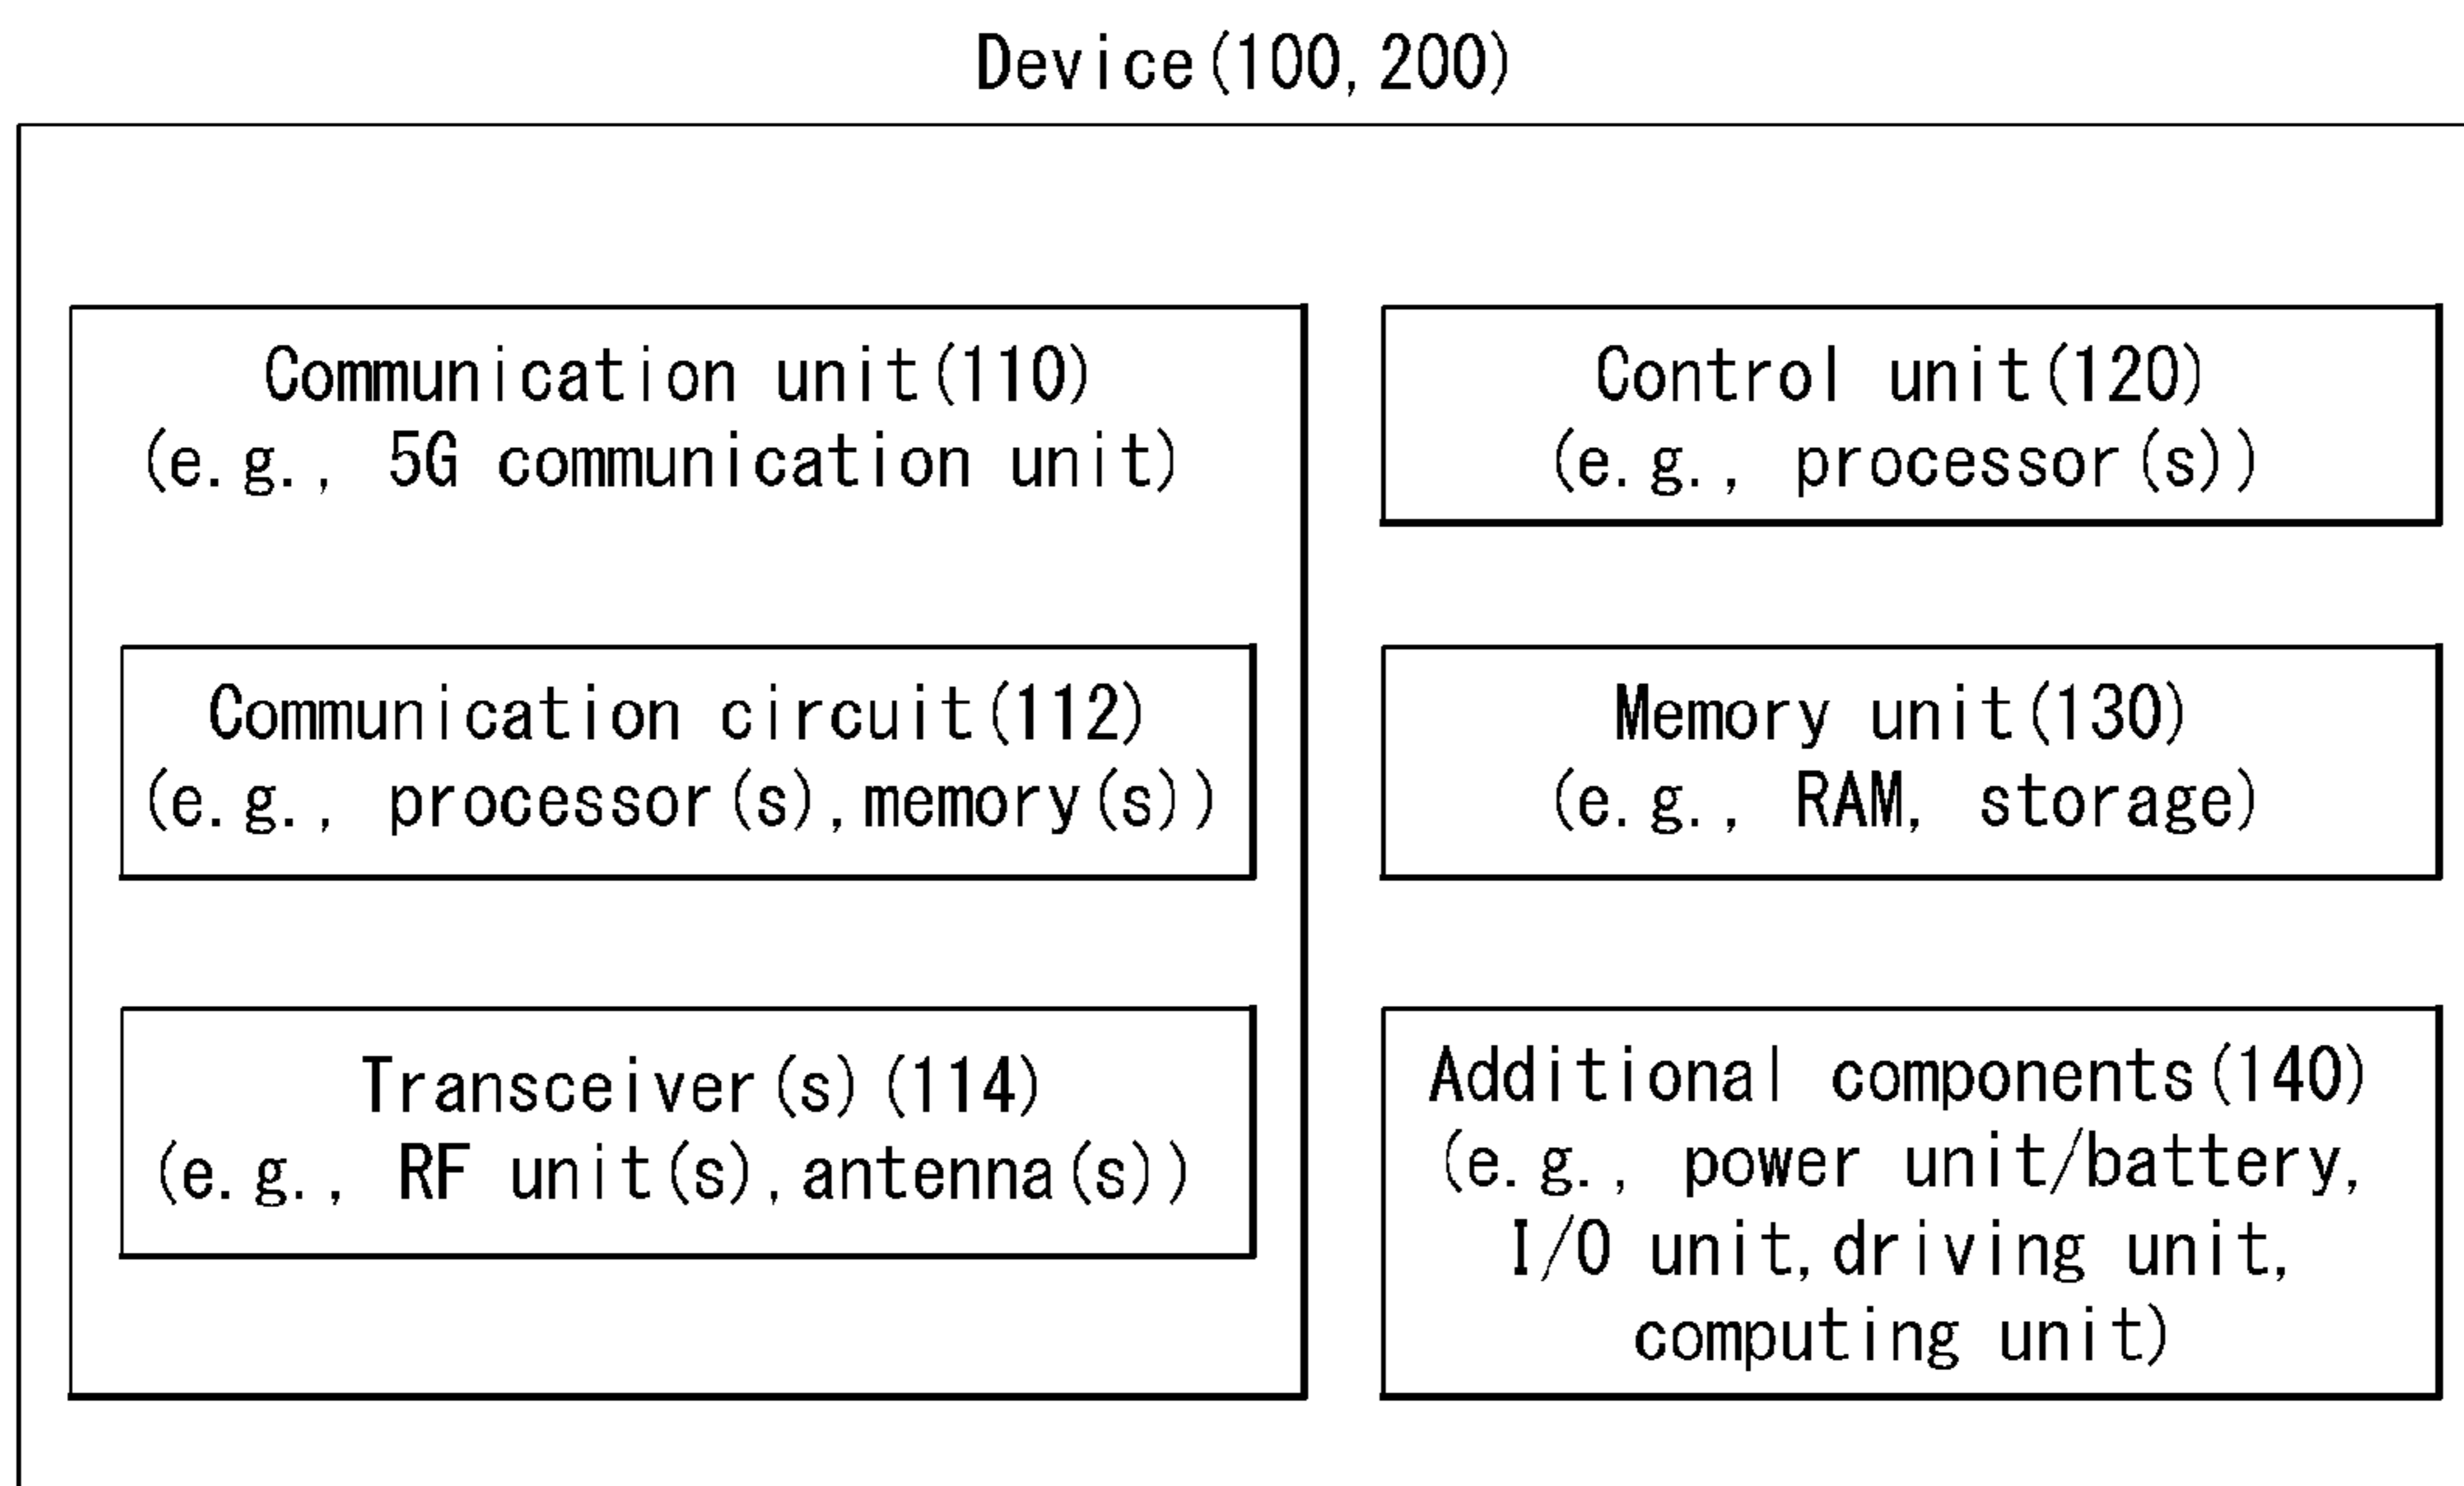 Device(100,200)
Communication unit(110)
(e.g., 5G communication unit)
Communication circuit(112)
(e.g., processor(s),memory(s))
Transceiver(s)(114)
(e.g., RF unit(s),antenna(s))
Control unit(120)
(e.g., processor(s))
Memory unit(130)
(e.g., RAM, storage)
Additional components(140)
(e.g., power unit/battery,
I/O unit,driving unit,
computing unit)